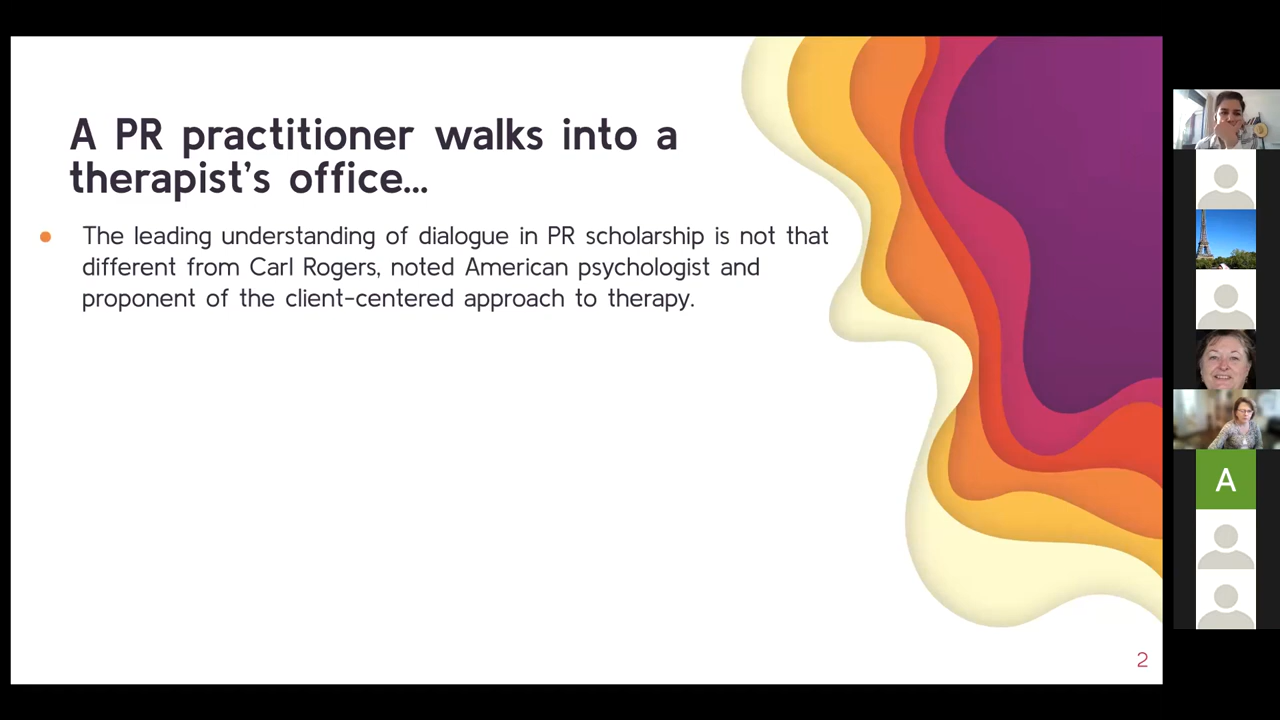 A PR practitioner walks into a
therapist’s office...
• The leading understanding of dialogue in PR scholarship is not that
different from Carl Rogers, noted American psychologist and
proponent of the client-centered approach to therapy.
A
2